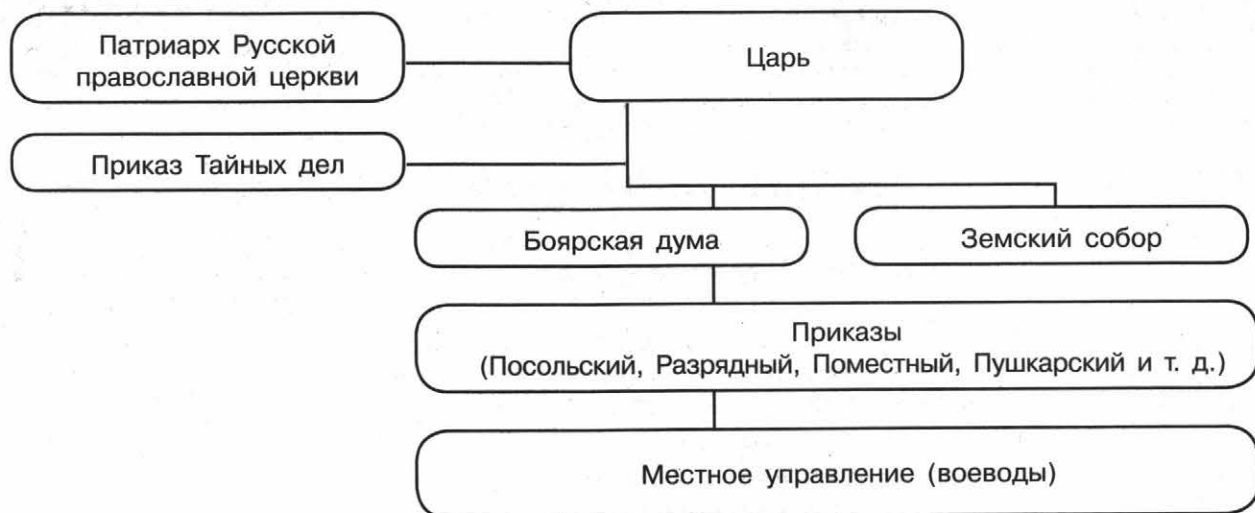 Патриарх Русской
православной церкви
Царь
Приказ Тайных дел
Боярская дума
Земский собор
Приказы
(Посольский, Разрядный, Поместный, Пушкарский и т. д.)
Местное управление (воеводы)